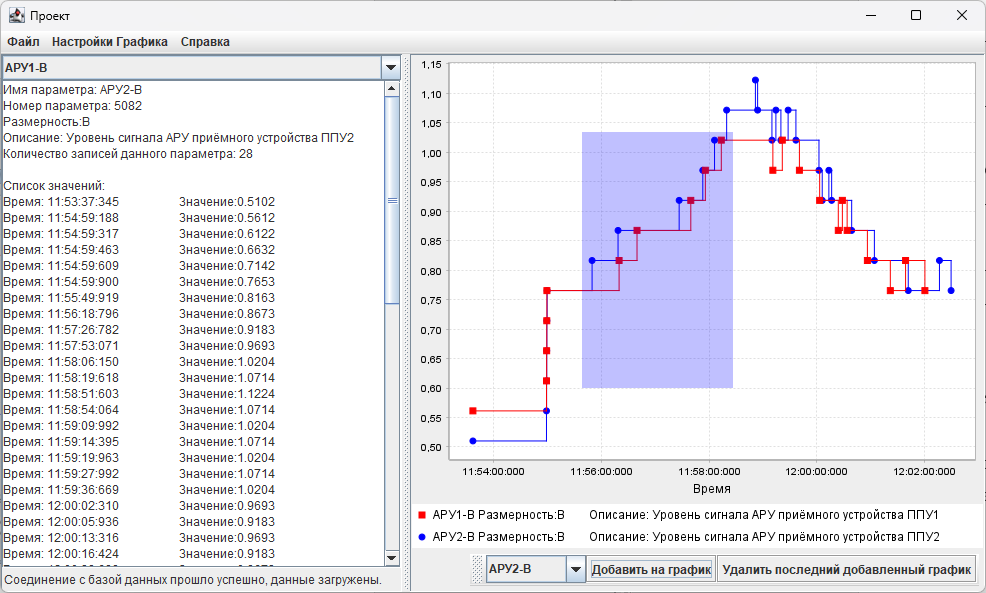 Проект
Файл Настройки Графика Справка
АРУ1-В
Имя параметра: АРУ2-В
Номер параметра: 5082
Размерность:В
Описание: Уровень сигнала АРУ приёмного устройства ППУ2
Количество записей данного параметра: 28
Список значений:
Время: 11:53:37:345 Значение:0.5102
Время: 11:54:59:188 Значение:0.5612
Время: 11:54:59:317 Значение:0.6122
Время: 11:54:59:463 Значение:0.6632
Время: 11:54:59:609 Значение:0.7142
Время: 11:54:59:900 Значение:0.7653
Время: 11:55:49:919 Значение:0.8163
Время: 11:56:18:796 Значение:0.8673
Время: 11:57:26:782 Значение:0.9183
Время: 11:57:53:071 Значение:0.9693
Время: 11:58:06:150 Значение:1.0204
Время: 11:58:19:618 Значение:1.0714
Время: 11:58:51:603 Значение:1.1224
Время: 11:58:54:064 Значение:1.0714
Время: 11:59:09:992 Значение:1.0204
Время: 11:59:14:395 Значение:1.0714
Время: 11:59:19:963 Значение:1.0204
Время: 11:59:27:992 Значение:1.0714
Время: 11:59:36:669 Значение:1.0204
Время: 12:00:02:310 Значение:0.9693
Время: 12:00:05:936 Значение:0.9183
Время: 12:00:13:316 Значение:0.9693
Время: 12:00:16:424 Значение:0.9183
Соединение с базой данных прошло успешно, данные загружены.
1,15
1,10
1,05
1,00
0,95
0,90
0,85
0,80
0,75
0,70
0,65
0,60
0,55
0,50
11:54:00:000 11:56:00:000 11:58:00:000 12:00:00:000 12:02:00:000
Время
АРУ1-В Размерность:В Описание: Уровень сигнала АРУ приёмного устройства ППУ1
АРУ2-В Размерность:В Описание: Уровень сигнала АРУ приёмного устройства ППУ2
АРУ2-В Добавить на график Удалить последний добавленный график